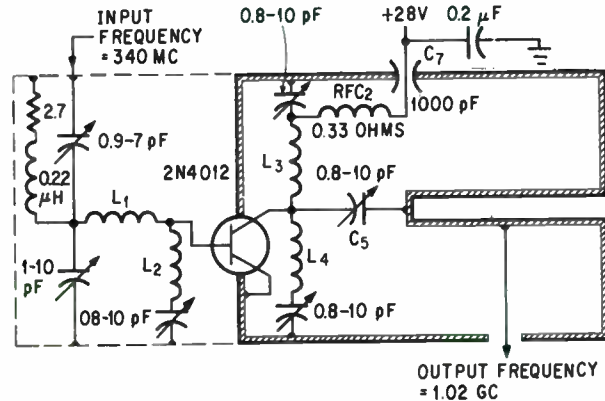 INPUT
FREQUENCY
= 340 MC
0.8-10 pF
+28V
0.2 µF
C7
2.7
0.9-7 pF
RFC2
1000 pF
0.33 OHMS
0.22
µH
2N4012
L3
0.8-10 pF
L1
C5
L2
L4
1-10
pF
08-10 pF
0.8-10 pF
OUTPUT FREQUENCY
= 1.02 GC